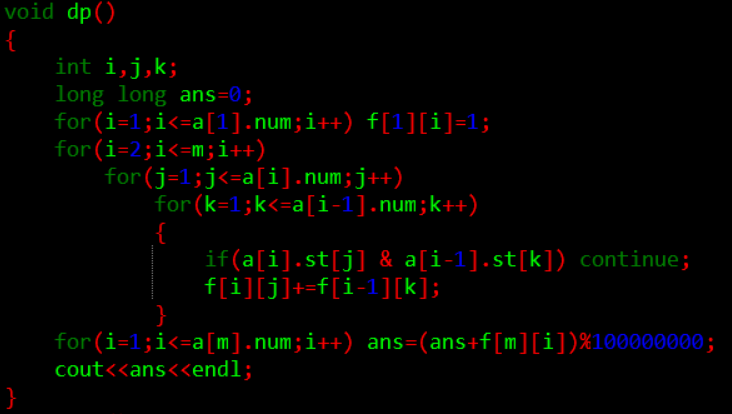 void dp()
{
    int i,j,k;
    long long ans=0;
    for(i=1;i<=a[1].num;i++) f[1][i]=1;
    for(i=2;i<=m;i++)
        for(j=1;j<=a[i].num;j++)
            for(k=1;k<=a[i-1].num;k++)
            {
                if(a[i].st[j] & a[i-1].st[k]) continue;
                f[i][j]+=f[i-1][k];
            }
    for(i=1;i<=a[m].num;i++) ans=(ans+f[m][i])%100000000;
    cout<<ans<<endl;
}